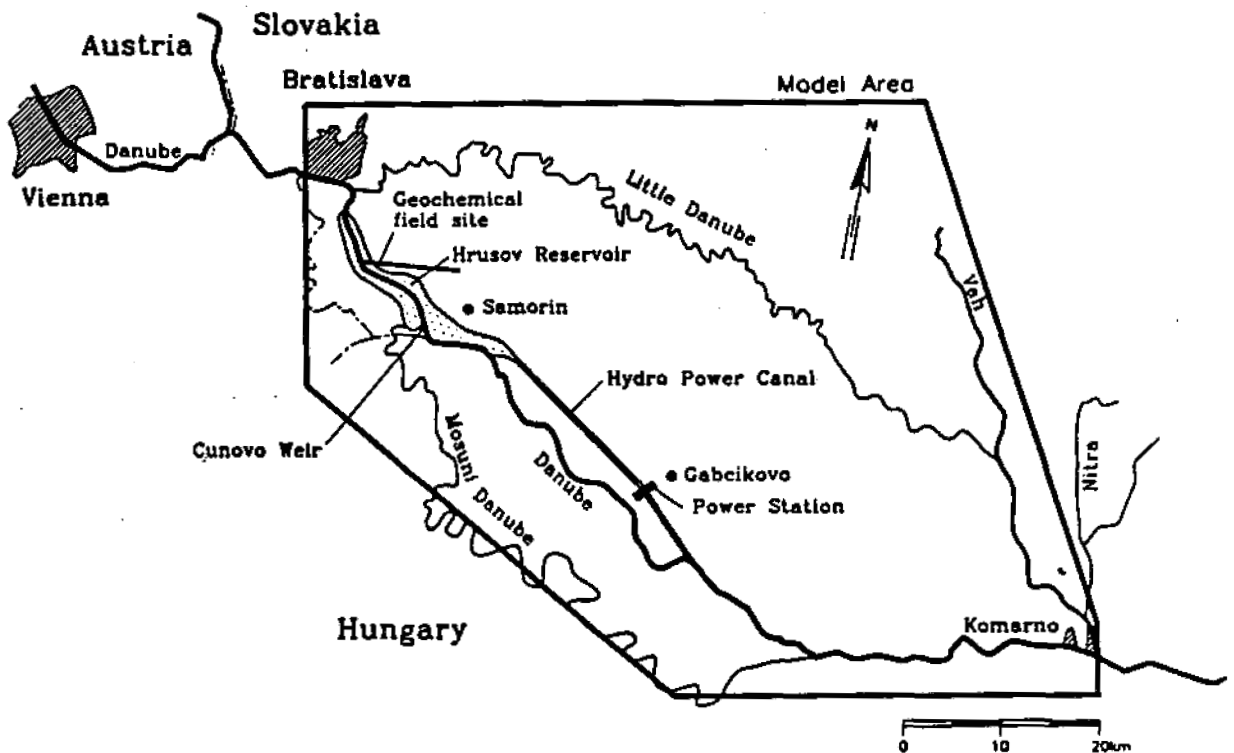 Slovakia
Austria
Bratislava
Model Area
N
Danube
Vienna
Little Danube
Geochemical
field site
Hrusov Reservoir
Vah
Samorin
Hydro Power Canal
Cunovo Weir
Mosuni Danube
Danube
Gabcikovo
Power Station
Nitra
Hungary
Komarno
0 10 20km